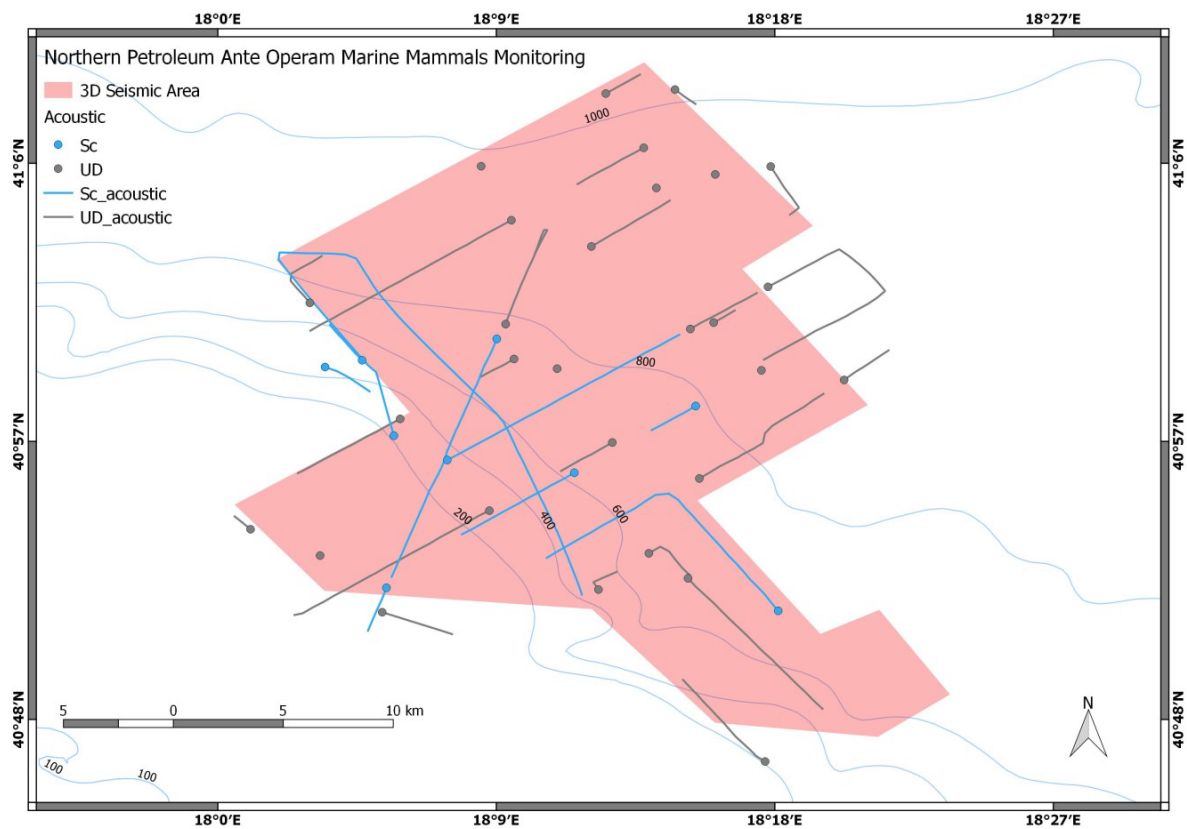 18°0′E 18°9′E 18°18′E 18°27′E
Northern Petroleum Ante Operam Marine Mammals Monitoring
3D Seismic Area
Acoustic
Sc
UD
Sc_acoustic
UD_acoustic
1000
41°6′N 41°6′N
800
40°57′N 40°57′N
200 400 600
5 0 5 10 km
N
40°48′N 40°48′N
100 100
18°0′E 18°9′E 18°18′E 18°27′E